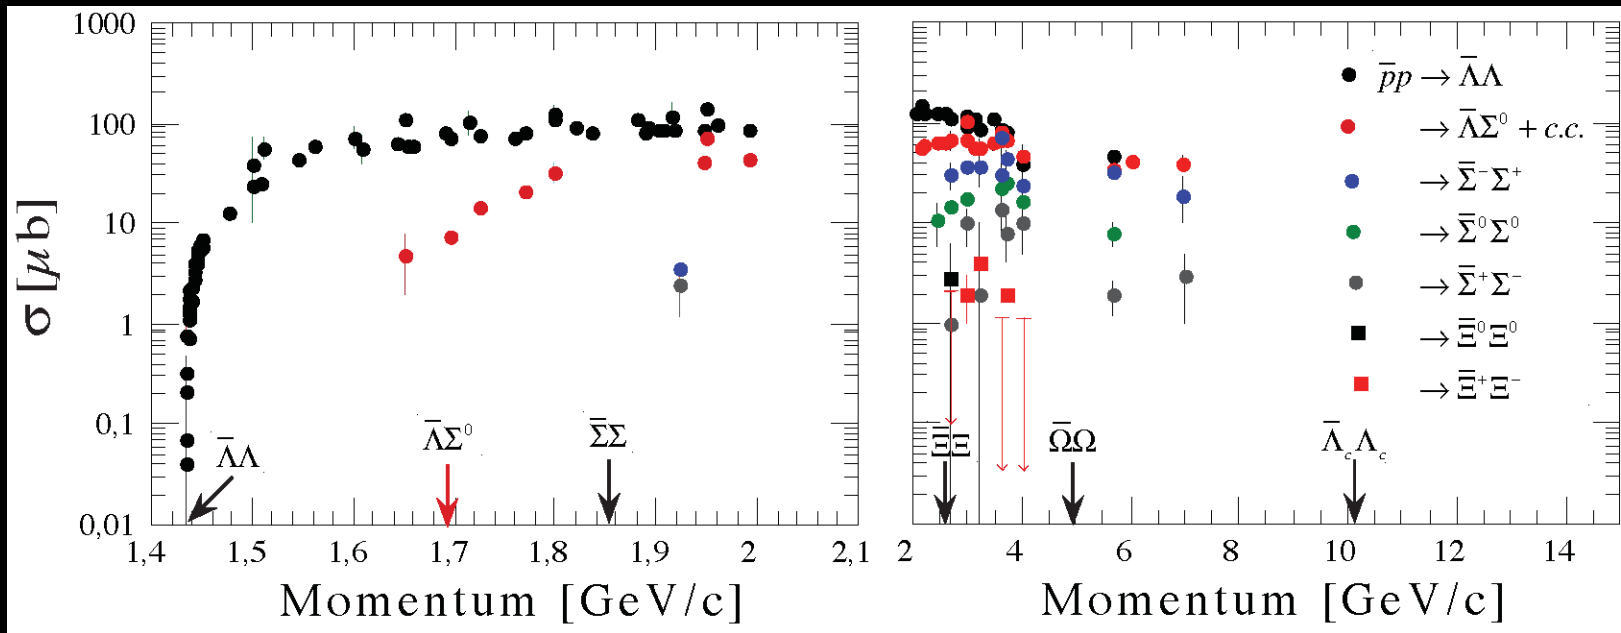 σ [μb]
1000
100
10
1
0,1
0,01
Λ̅Λ
Λ̅Σ⁰
Σ̅Σ
1,4 1,5 1,6 1,7 1,8 1,9 2 2,1
Momentum [GeV/c]
p̅p → Λ̅Λ
→ Λ̅Σ⁰ + c.c.
→ Σ̅⁻Σ⁺
→ Σ̅⁰Σ⁰
→ Σ̅⁺Σ⁻
→ Ξ̅⁰Ξ⁰
→ Ξ̅⁺Ξ⁻
Ξ̅Ξ
Ω̅Ω
Λ̅cΛc
2 4 6 8 10 12 14
Momentum [GeV/c]